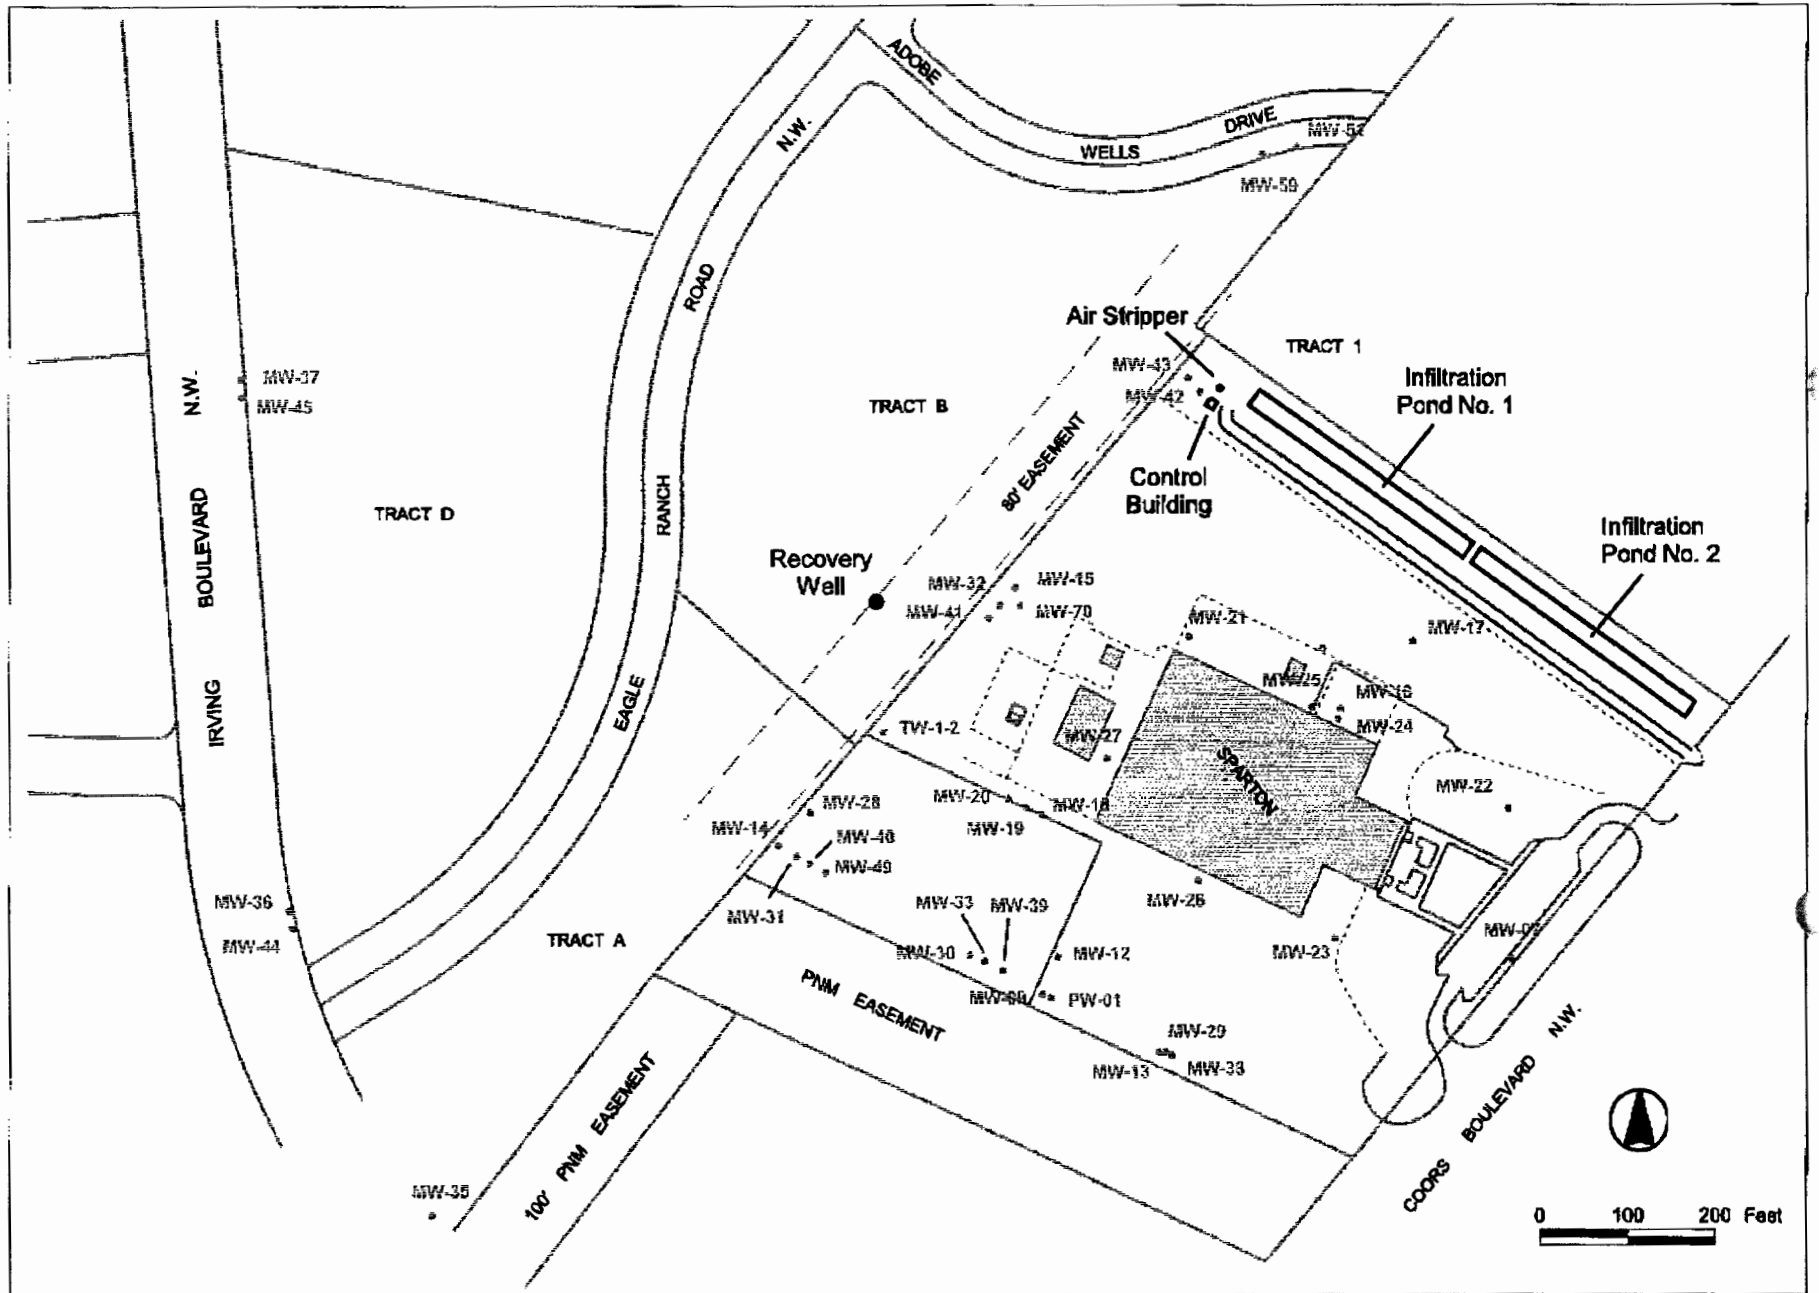 ADOBE
WELLS
DRIVE
MW-59
N.W.
ROAD
RANCH
EAGLE
Air Stripper
TRACT 1
MW-43
MW-42
Infiltration
Pond No. 1
Control
Building
Infiltration
Pond No. 2
MW-37
MW-45
N.W.
BOULEVARD
IRVING
TRACT B
TRACT D
80' EASEMENT
Recovery
Well
MW-32
MW-15
MW-41
MW-70
MW-21
MW-17
MW-25
MW-24
TW-1-2
MW-27
SPARTON
MW-22
MW-20
MW-19
MW-28
MW-14
MW-40
MW-49
MW-31
MW-26
MW-33
MW-39
MW-36
MW-44
TRACT A
MW-30
MW-12
MW-23
PNM EASEMENT
PW-01
MW-29
MW-13
100' PNM EASEMENT
MW-35
COORS BOULEVARD N.W.
0 100 200 Feet